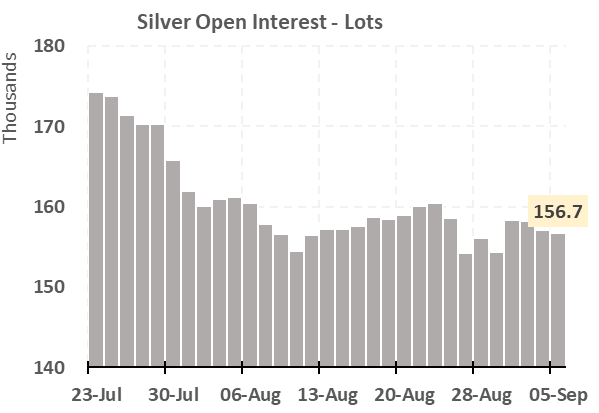 Silver Open Interest - Lots
Thousands
180
170
160
150
140
156.7
23-Jul 30-Jul 06-Aug 13-Aug 20-Aug 28-Aug 05-Sep